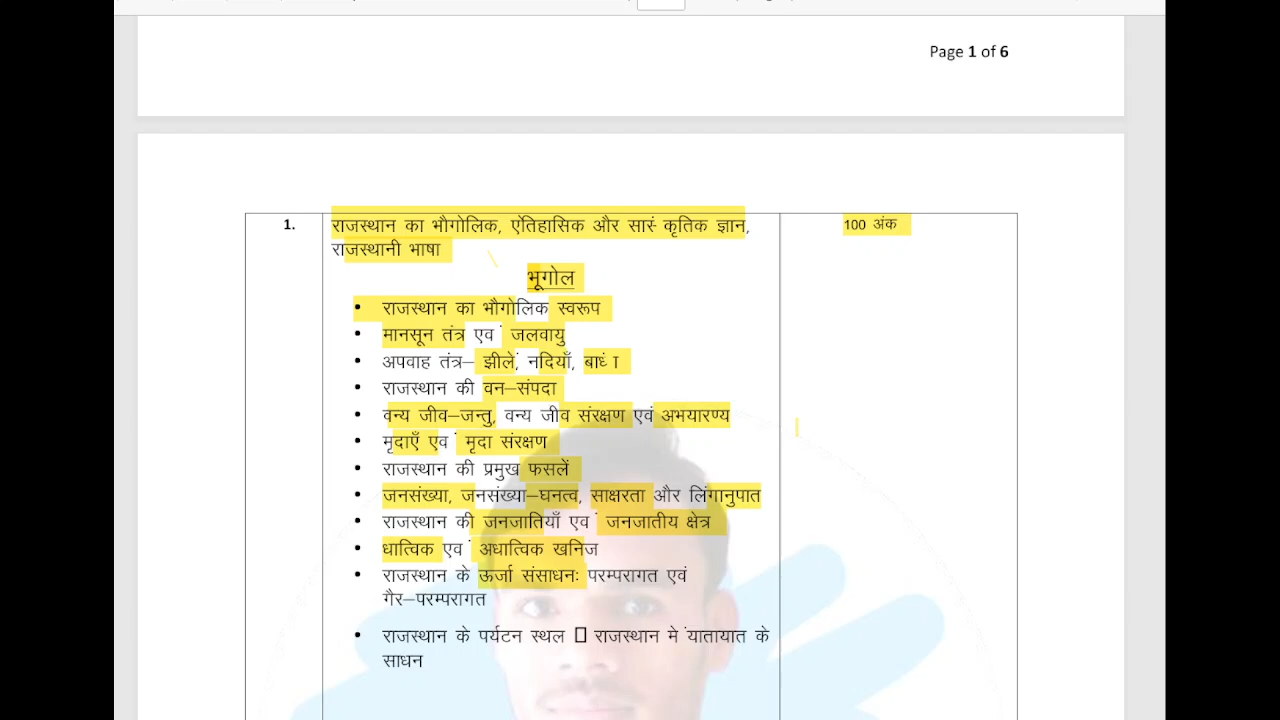 Page 1 of 6
1.
राजस्थान का भौगोलिक, ऐतिहासिक और सांस्कृतिक ज्ञान,
100 अंक
राजस्थानी भाषा
भूगोल
• राजस्थान का भौगोलिक स्वरूप
• मानसून तंत्र एवं जलवायु
• अपवाह तंत्र– झीलें, नदियाँ, बांध
• राजस्थान की वन–संपदा
• वन्य जीव–जन्तु, वन्य जीव संरक्षण एवं अभयारण्य
• मृदाएँ एवं मृदा संरक्षण
• राजस्थान की प्रमुख फसलें
• जनसंख्या, जनसंख्या–घनत्व, साक्षरता और लिंगानुपात
• राजस्थान की जनजातियाँ एवं जनजातीय क्षेत्र
• धात्विक एवं अधात्विक खनिज
• राजस्थान के ऊर्जा संसाधनः परम्परागत एवं
गैर–परम्परागत
• राजस्थान के पर्यटन स्थल  राजस्थान में यातायात के
साधन